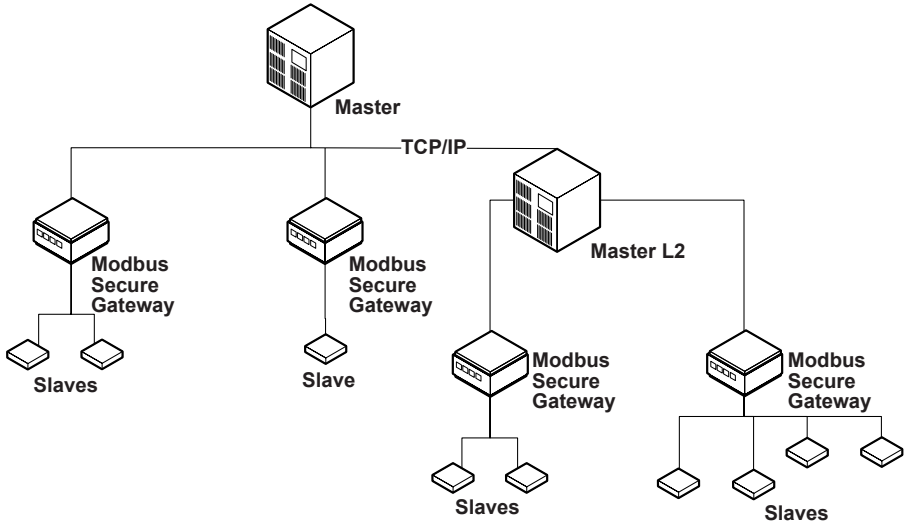 Master
TCP/IP
Master L2
Modbus
Secure
Gateway
Modbus
Secure
Gateway
Slaves
Slave
Modbus
Secure
Gateway
Modbus
Secure
Gateway
Slaves
Slaves